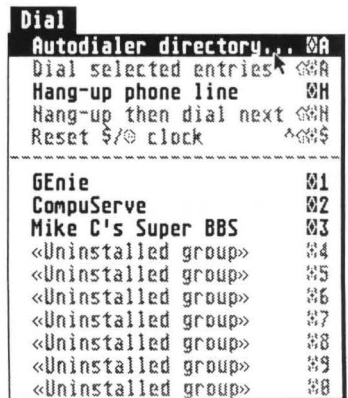 Dial
Autodialer directory... ◆A
Dial selected entries ⇧◆A
Hang-up phone line ◆H
Hang-up then dial next ⇧◆H
Reset $/⊕ clock ^⇧◆$
GEnie ◆1
CompuServe ◆2
Mike C's Super BBS ◆3
«Uninstalled group» ◆4
«Uninstalled group» ◆5
«Uninstalled group» ◆6
«Uninstalled group» ◆7
«Uninstalled group» ◆8
«Uninstalled group» ◆9
«Uninstalled group» ◆0